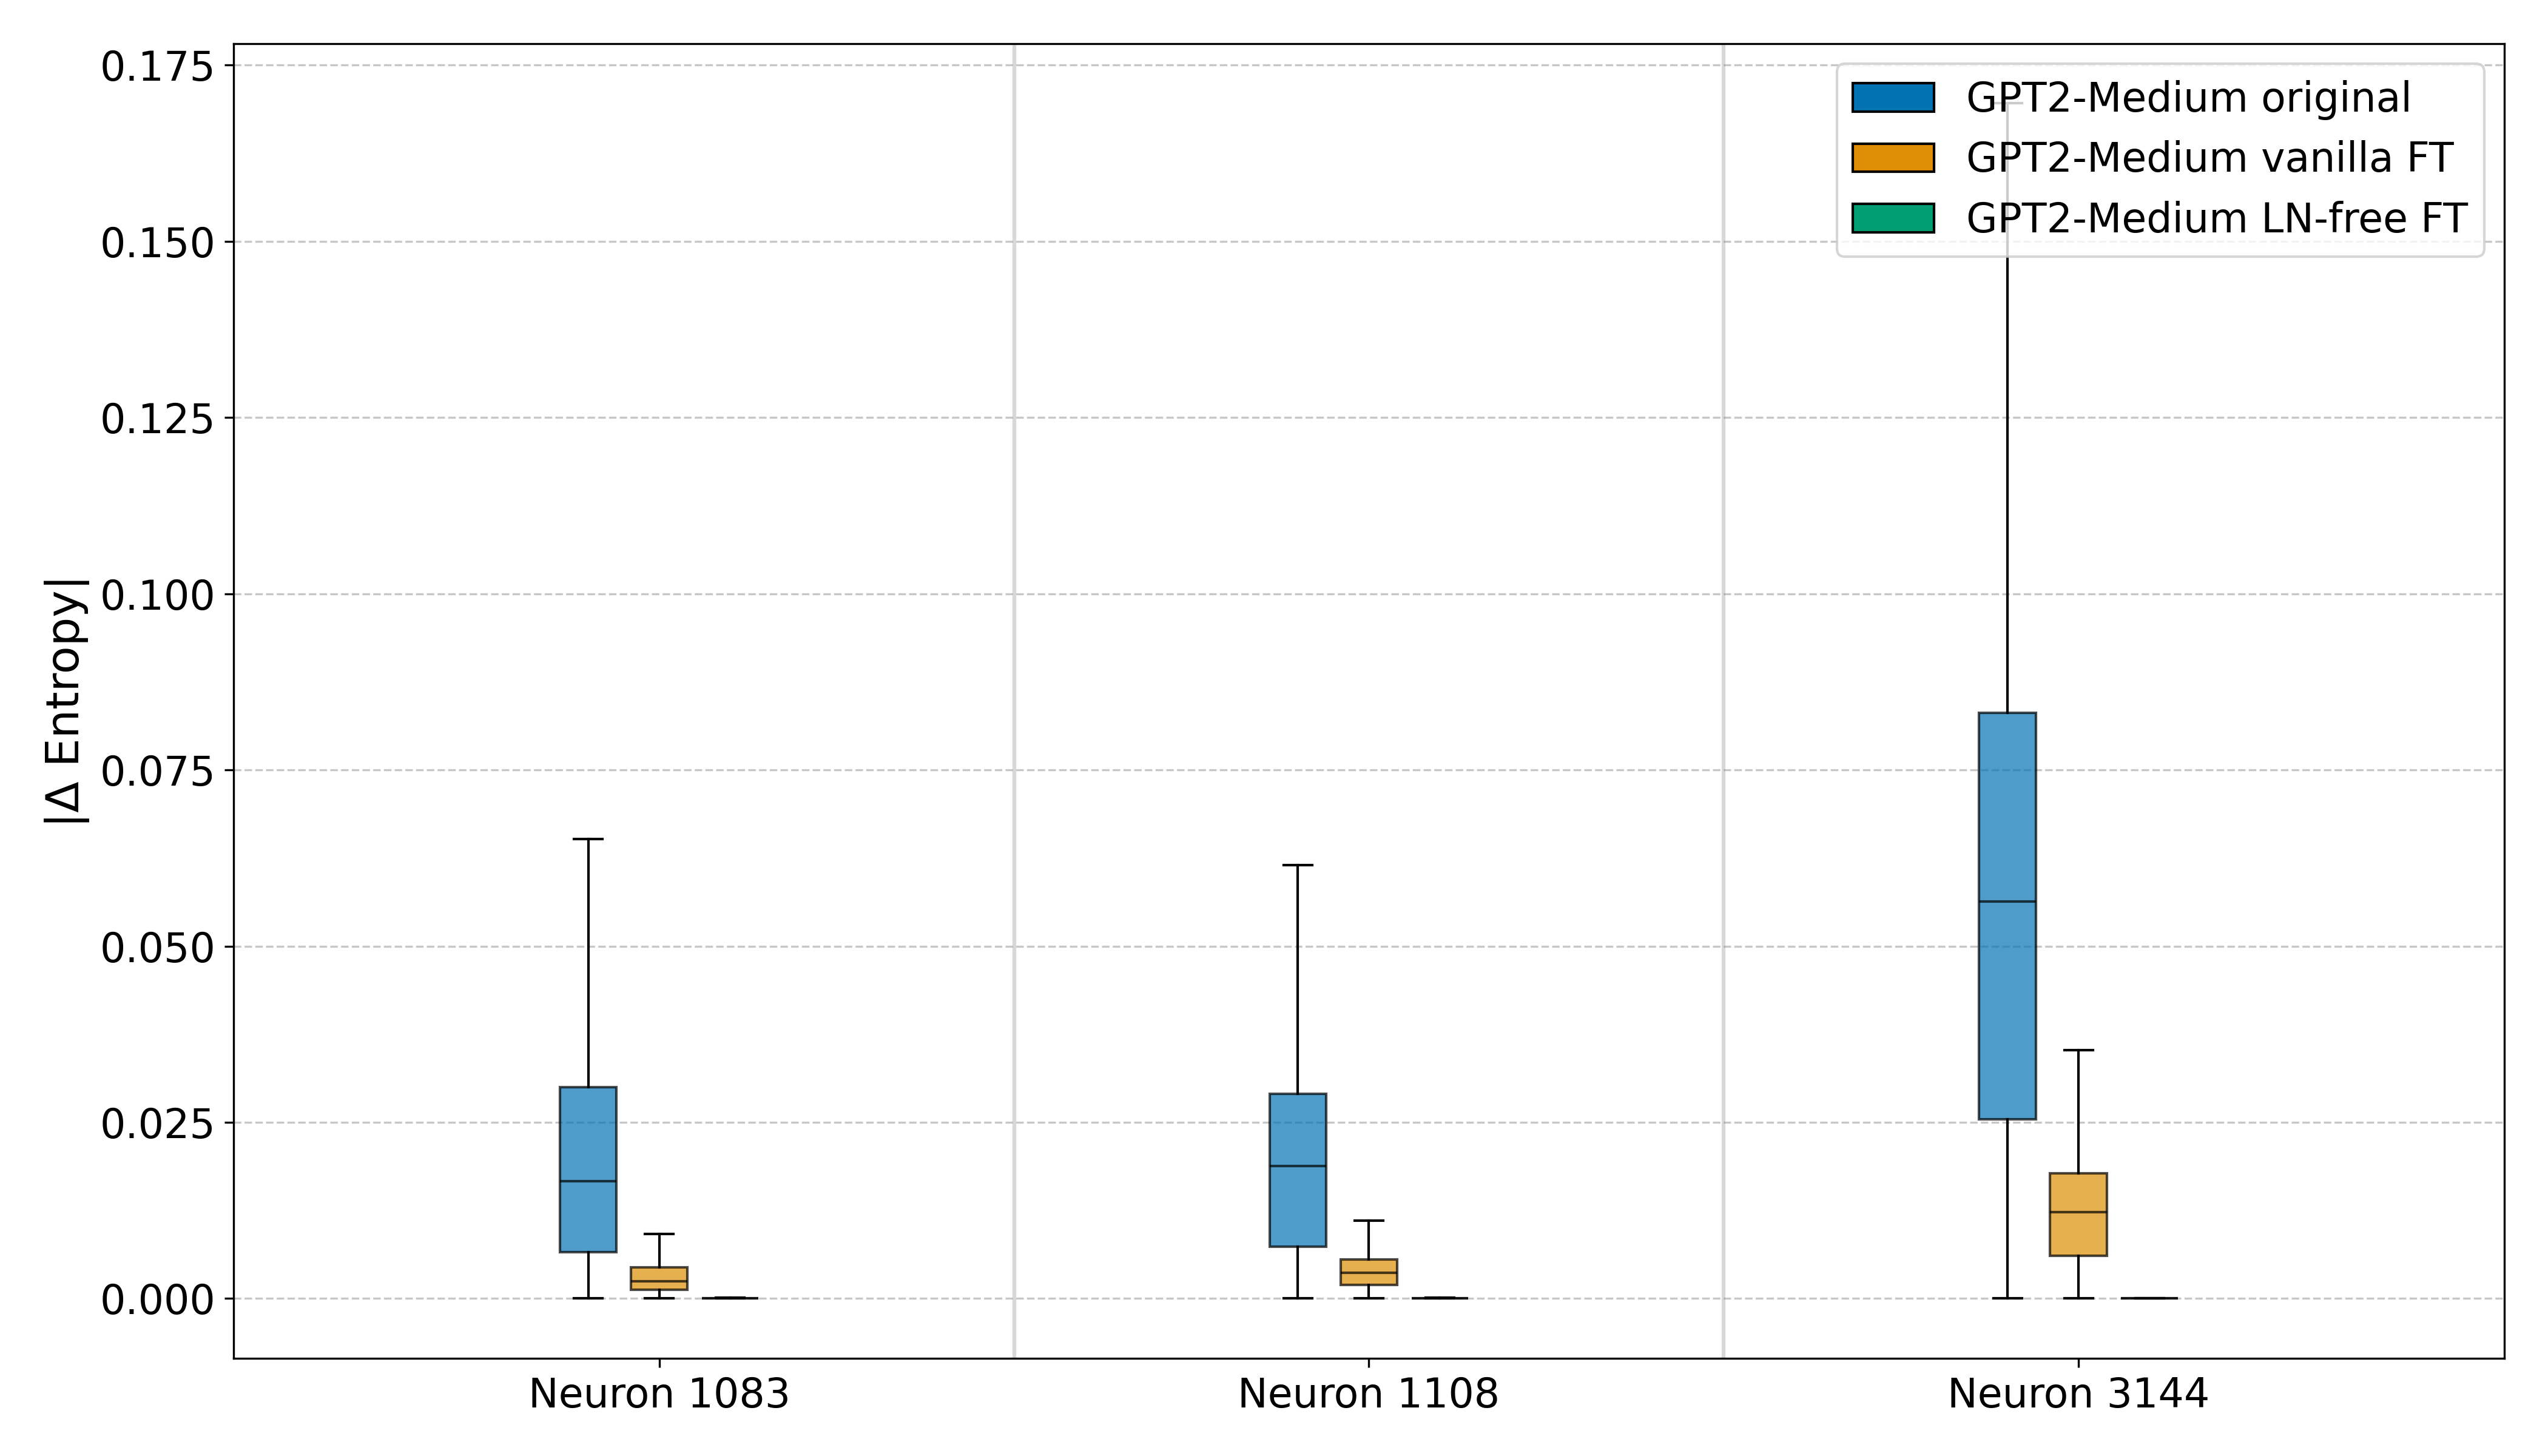 |Δ Entropy|
0.175
0.150
0.125
0.100
0.075
0.050
0.025
0.000
GPT2-Medium original
GPT2-Medium vanilla FT
GPT2-Medium LN-free FT
Neuron 1083
Neuron 1108
Neuron 3144